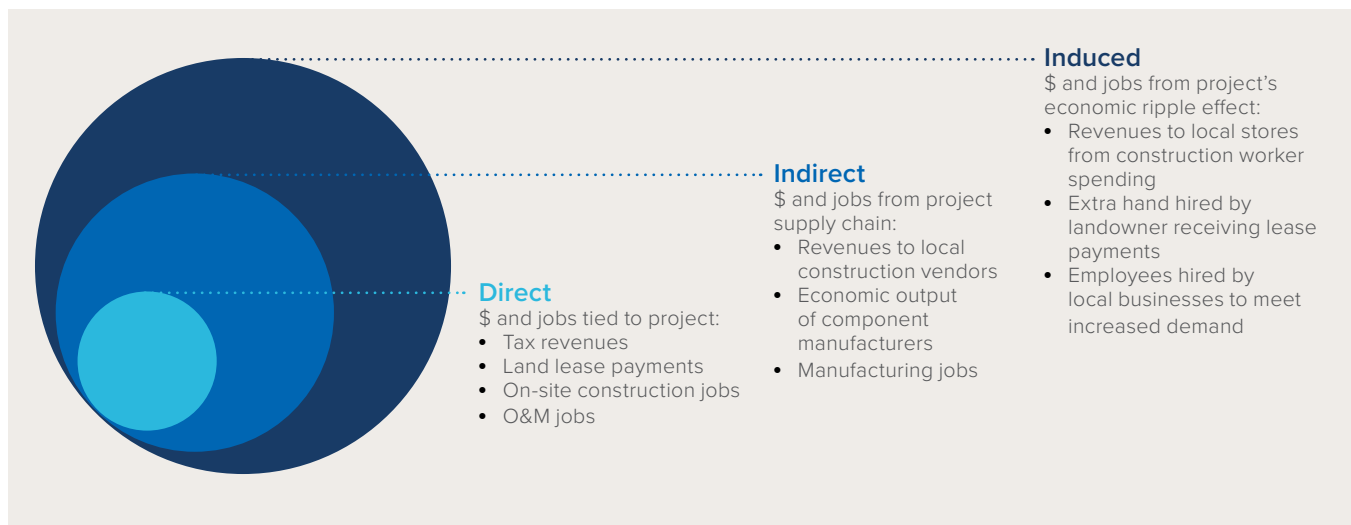 Induced
$ and jobs from project’s
economic ripple effect:
• Revenues to local stores
from construction worker
spending
• Extra hand hired by
landowner receiving lease
payments
• Employees hired by
local businesses to meet
increased demand
Indirect
$ and jobs from project
supply chain:
• Revenues to local
construction vendors
• Economic output
of component
manufacturers
• Manufacturing jobs
Direct
$ and jobs tied to project:
• Tax revenues
• Land lease payments
• On-site construction jobs
• O&M jobs